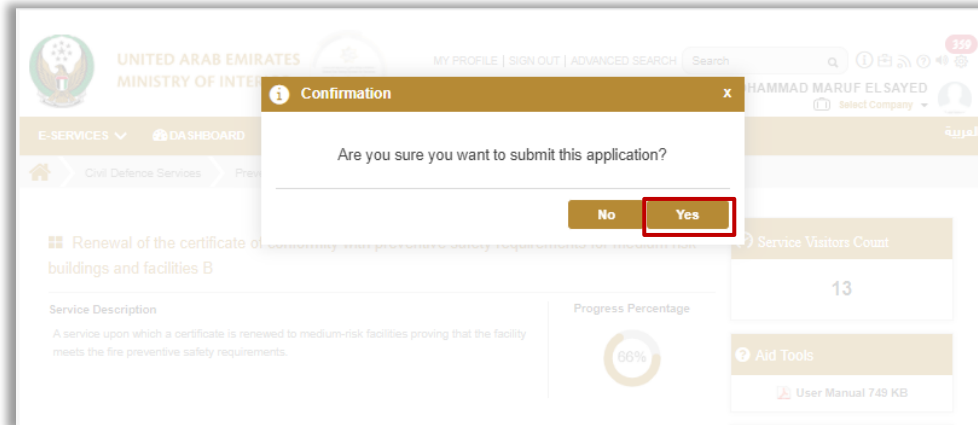 UNITED ARAB EMIRATES
MINISTRY OF INTE
MY PROFILE | SIGN OUT | ADVANCED SEARCH
Search
359
HAMMAD MARUF ELSAYED
Select Company
E-SERVICES
DASHBOARD
العربية
Civil Defence Services
Preve
Confirmation
x
Are you sure you want to submit this application?
No
Yes
Renewal of the certificate of conformity with preventive safety requirements for medium risk
buildings and facilities B
Service Description
A service upon which a certificate is renewed to medium-risk facilities proving that the facility
meets the fire preventive safety requirements.
Progress Percentage
66%
Service Visitors Count
13
Aid Tools
User Manual 749 KB